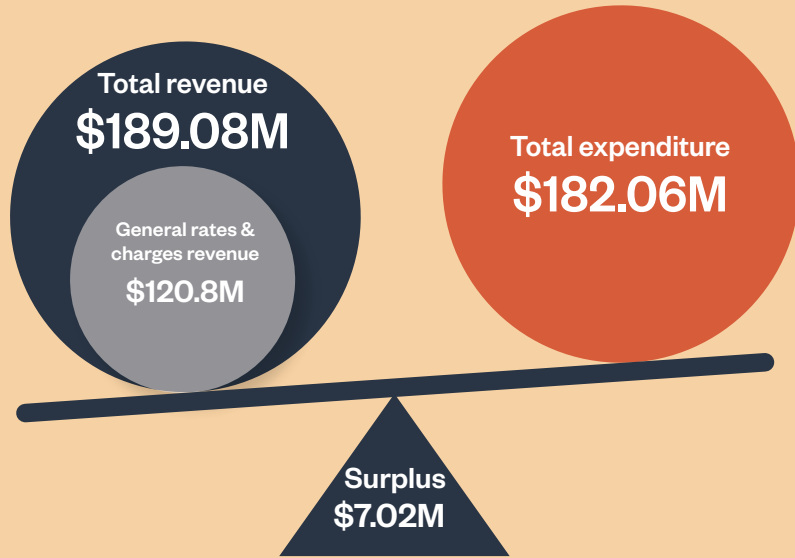 Total revenue
$189.08M
General rates &
charges revenue
$120.8M
Total expenditure
$182.06M
Surplus
$7.02M